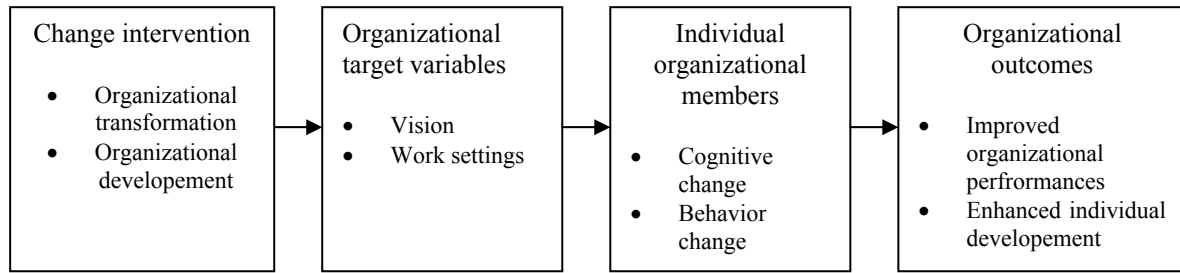 Change intervention
• Organizational
transformation
• Organizational
developement
Organizational
target variables
• Vision
• Work settings
Individual
organizational
members
• Cognitive
change
• Behavior
change
Organizational
outcomes
• Improved
organizational
perfrormances
• Enhanced individual
developement